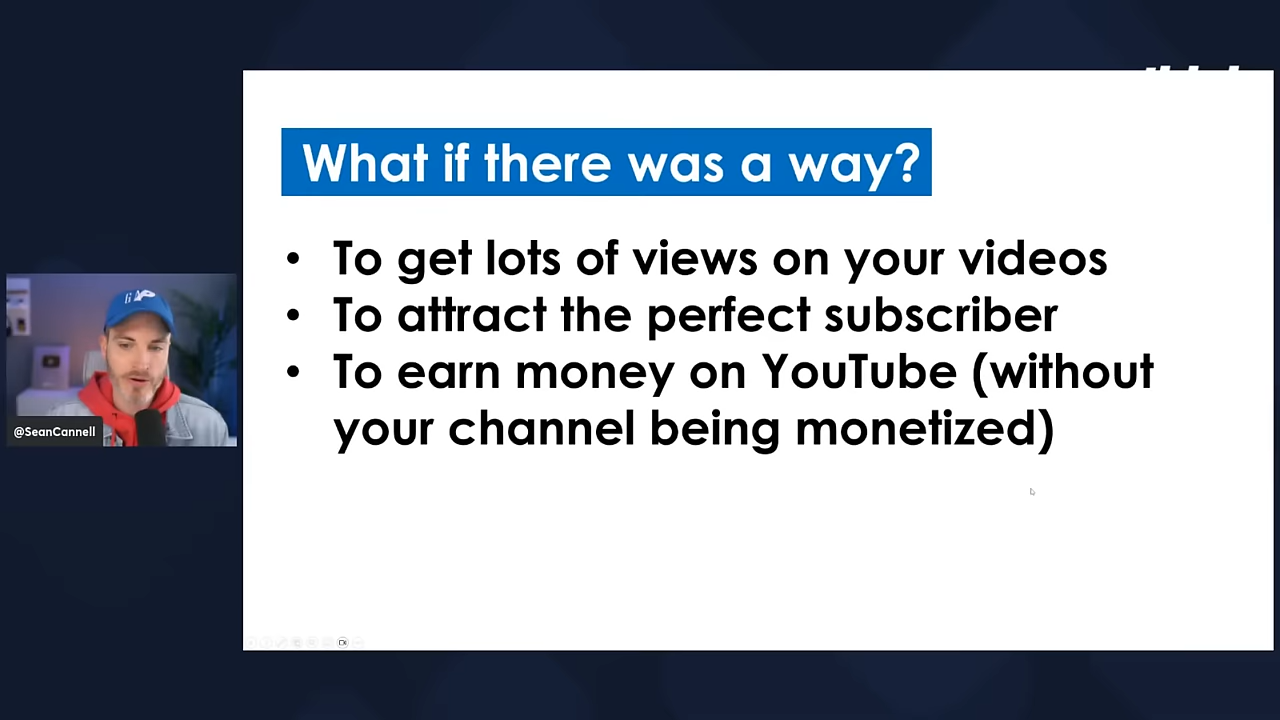 What if there was a way?
• To get lots of views on your videos
• To attract the perfect subscriber
• To earn money on YouTube (without
your channel being monetized)
@SeanCannell